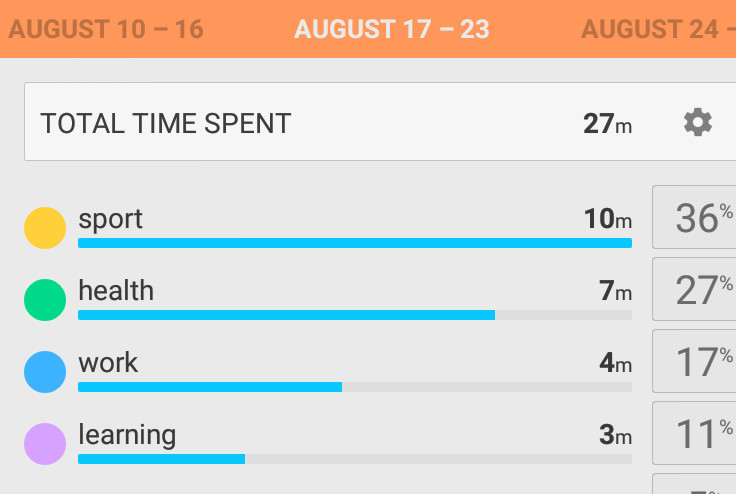 AUGUST 10 – 16 AUGUST 17 – 23 AUGUST 24 –
TOTAL TIME SPENT 27m
sport 10m 36%
health 7m 27%
work 4m 17%
learning 3m 11%